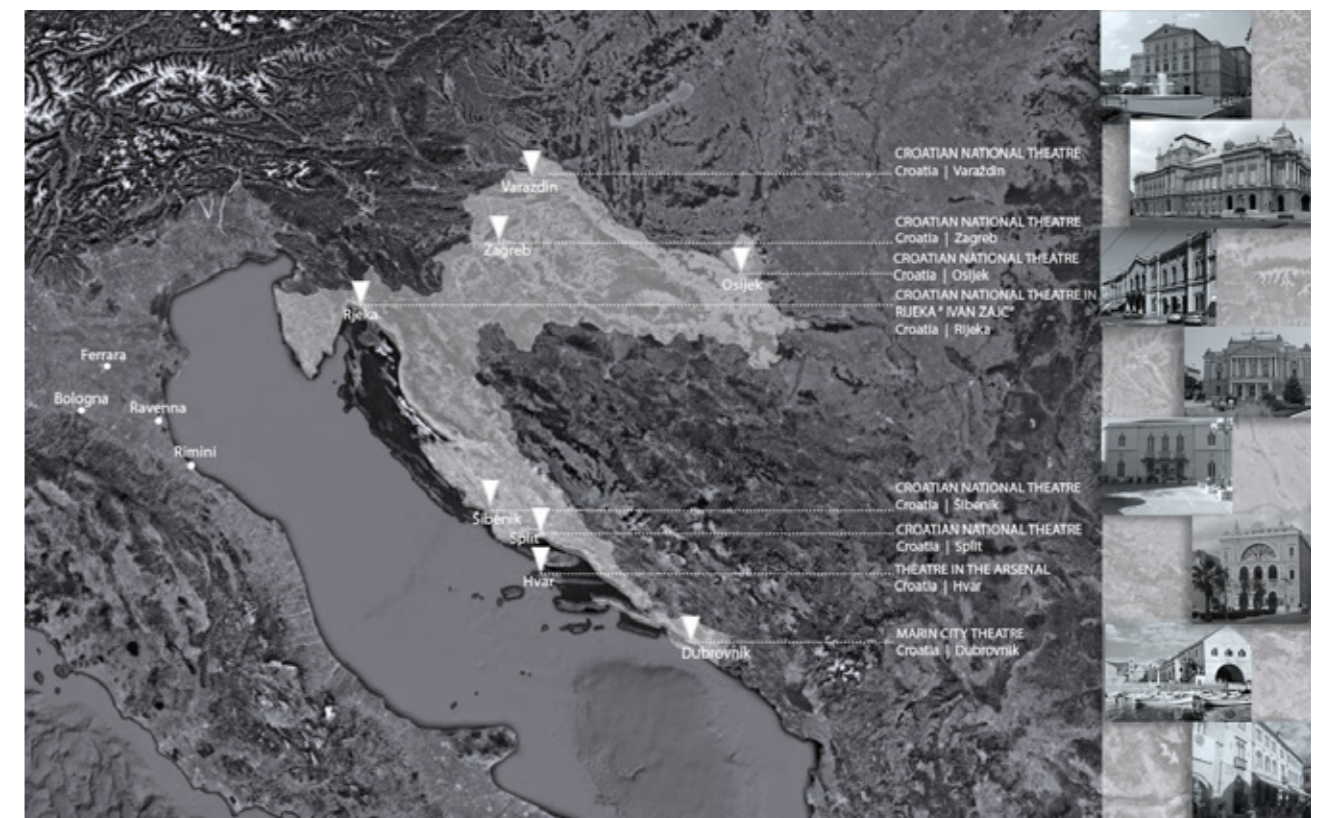 CROATIAN NATIONAL THEATRE
Croatia | Varaždin
Varaždin
CROATIAN NATIONAL THEATRE
Croatia | Zagreb
Zagreb
CROATIAN NATIONAL THEATRE
Croatia | Osijek
Osijek
CROATIAN NATIONAL THEATRE IN
RIJEKA " IVAN ZAJC"
Croatia | Rijeka
Rjeka
Ferrara
Bologna
Ravenna
Rimini
CROATIAN NATIONAL THEATRE
Croatia | Šibenik
Šibenik
CROATIAN NATIONAL THEATRE
Croatia | Split
Split
THEATRE IN THE ARSENAL
Croatia | Hvar
Hvar
MARIN CITY THEATRE
Croatia | Dubrovnik
Dubrovnik